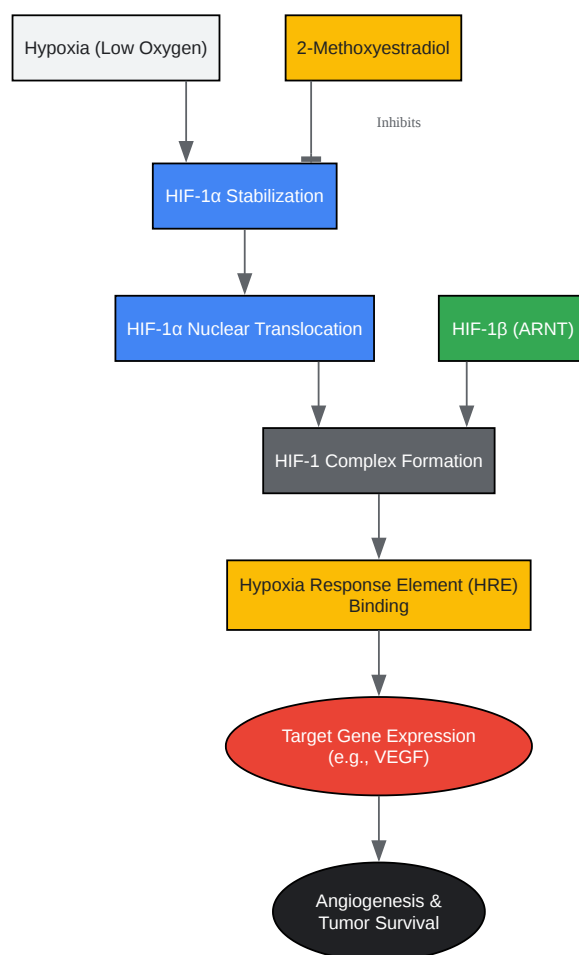 Hypoxia (Low Oxygen)
2-Methoxyestradiol
Inhibits
HIF-1α Stabilization
HIF-1α Nuclear Translocation
HIF-1β (ARNT)
HIF-1 Complex Formation
Hypoxia Response Element (HRE)
Binding
Target Gene Expression
(e.g., VEGF)
Angiogenesis &
Tumor Survival